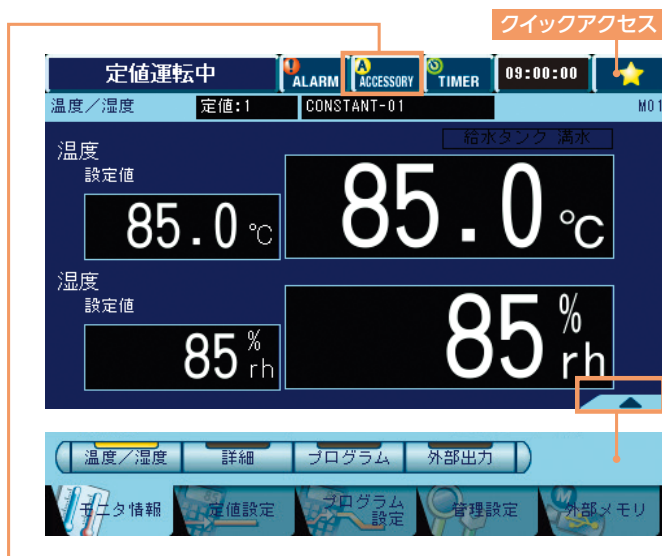 クイックアクセス
定値運転中 ALARM A ACCESSORY TIMER 09:00:00
温度／湿度 定値:1 CONSTANT-01 M01
給水タンク 満水
温度
設定値
85.0 ℃ 85.0 ℃
湿度
設定値
85 % rh 85 % rh
温度／湿度 詳細 プログラム 外部出力
モニタ情報 定値設定 プログラム設定 管理設定 外部メモリ